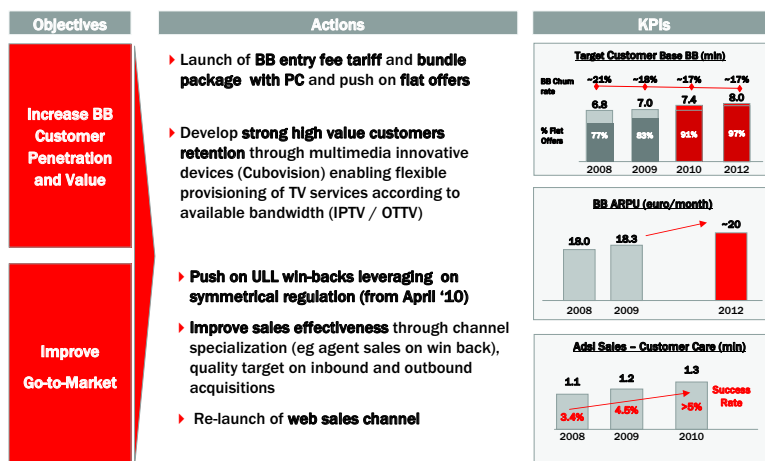 Objectives
Actions
KPIs
Increase BB
Customer
Penetration
and Value
Launch of BB entry fee tariff and bundle
package with PC and push on flat offers
Develop strong high value customers
retention through multimedia innovative
devices (Cubovision) enabling flexible
provisioning of TV services according to
available bandwidth (IPTV / OTTV)
Target Customer Base BB (mln)
BB Churn
rate
~21% ~18% ~17% ~17%
6.8 7.0 7.4 8.0
% Flat
Offers
77% 83% 91% 97%
2008 2009 2010 2012
BB ARPU (euro/month)
18.0 18.3 ~20
2008 2009 2012
Improve
Go-to-Market
Push on ULL win-backs leveraging on
symmetrical regulation (from April ‘10)
Improve sales effectiveness through channel
specialization (eg agent sales on win back),
quality target on inbound and outbound
acquisitions
Re-launch of web sales channel
Adsl Sales – Customer Care (mln)
1.1 1.2 1.3
Success
Rate
3.4% 4.5% >5%
2008 2009 2010